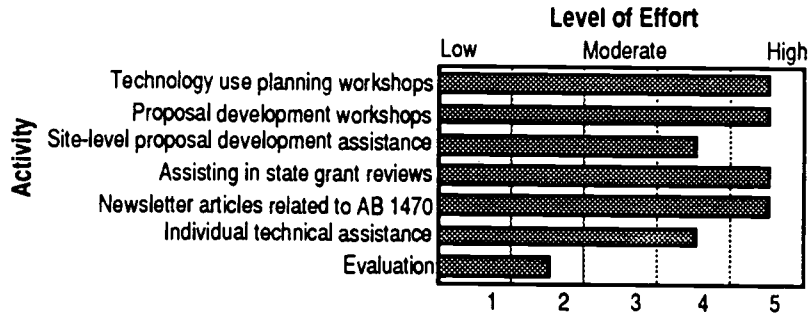 Level of Effort
Low Moderate High
Technology use planning workshops
Proposal development workshops
Site-level proposal development assistance
Assisting in state grant reviews
Newsletter articles related to AB 1470
Individual technical assistance
Evaluation
Activity
1 2 3 4 5